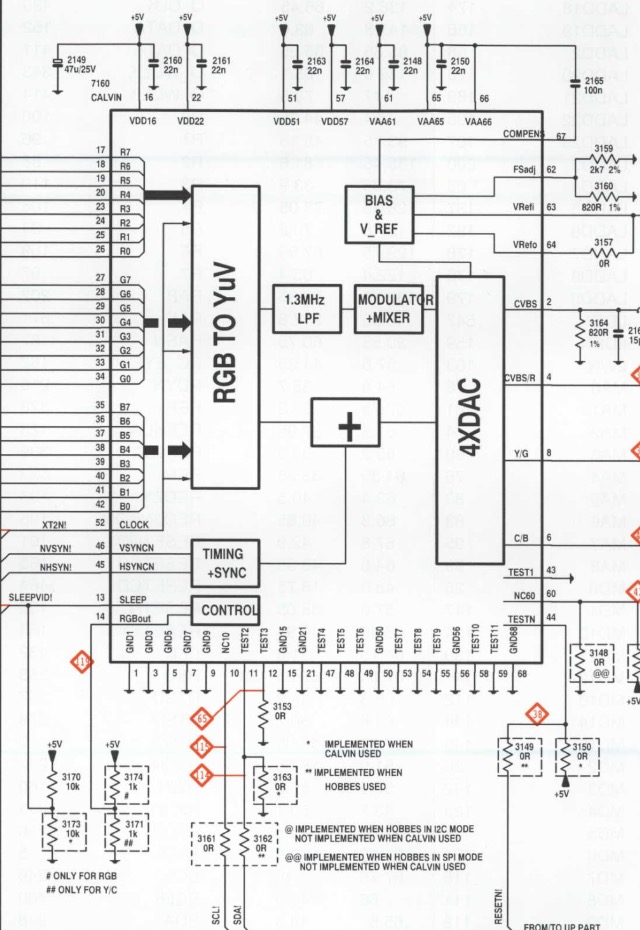 +5V +5V +5V +5V +5V +5V
2149
47u/25V
2160
22n
2161
22n
2163
22n
2164
22n
2148
22n
2150
22n
2165
100n
7160
CALVIN
16 22 51 57 61 65 66
VDD16 VDD22 VDD51 VDD57 VAA61 VAA65 VAA66
COMPENS 67
17 R7
18 R6
19 R5
20 R4
23 R3
24 R2
25 R1
26 R0
27 G7
28 G6
29 G5
30 G4
31 G3
32 G2
33 G1
34 G0
35 B7
36 B6
37 B5
38 B4
39 B3
40 B2
41 B1
42 B0
XT2N! 52 CLOCK
NVSYN! 46 VSYNCN
NHSYN! 45 HSYNCN
SLEEPVID! 13 SLEEP
14 RGBout
RGB TO YuV
BIAS
&
V_REF
1.3MHz
LPF
MODULATOR
+MIXER
+
4XDAC
TIMING
+SYNC
CONTROL
FSadj 62
VRefi 63
VRefo 64
CVBS 2
CVBS/R 4
Y/G 8
C/B 6
TEST1 43
NC60 60
TESTN 44
3159
2k7 2%
3160
820R 1%
3157
0R
3164
820R
1%
GND1 GND3 GND5 GND7 GND9 NC10 TEST2 TEST3 GND15 GND21 TEST4 TEST5 TEST6 GND50 TEST7 TEST8 TEST9 GND56 TEST10 TEST11 GND68
1 3 5 7 9 10 11 12 15 21 47 48 49 50 53 54 55 56 58 59 68
119
65
115
114
38
3153
0R
3163
0R
*
3148
0R
@@
3149
0R
**
3150
0R
*
+5V
+5V
+5V +5V
3170
10k
3174
1k
#
3173
10k
*
3171
1k
##
3161
0R
3162
0R
**
* IMPLEMENTED WHEN
CALVIN USED
** IMPLEMENTED WHEN
HOBBES USED
@ IMPLEMENTED WHEN HOBBES IN I2C MODE
NOT IMPLEMENTED WHEN CALVIN USED
@@ IMPLEMENTED WHEN HOBBES IN SPI MODE
NOT IMPLEMENTED WHEN CALVIN USED
# ONLY FOR RGB
## ONLY FOR Y/C
SCL!
SDA!
RESETN!
FROM/TO UP PART